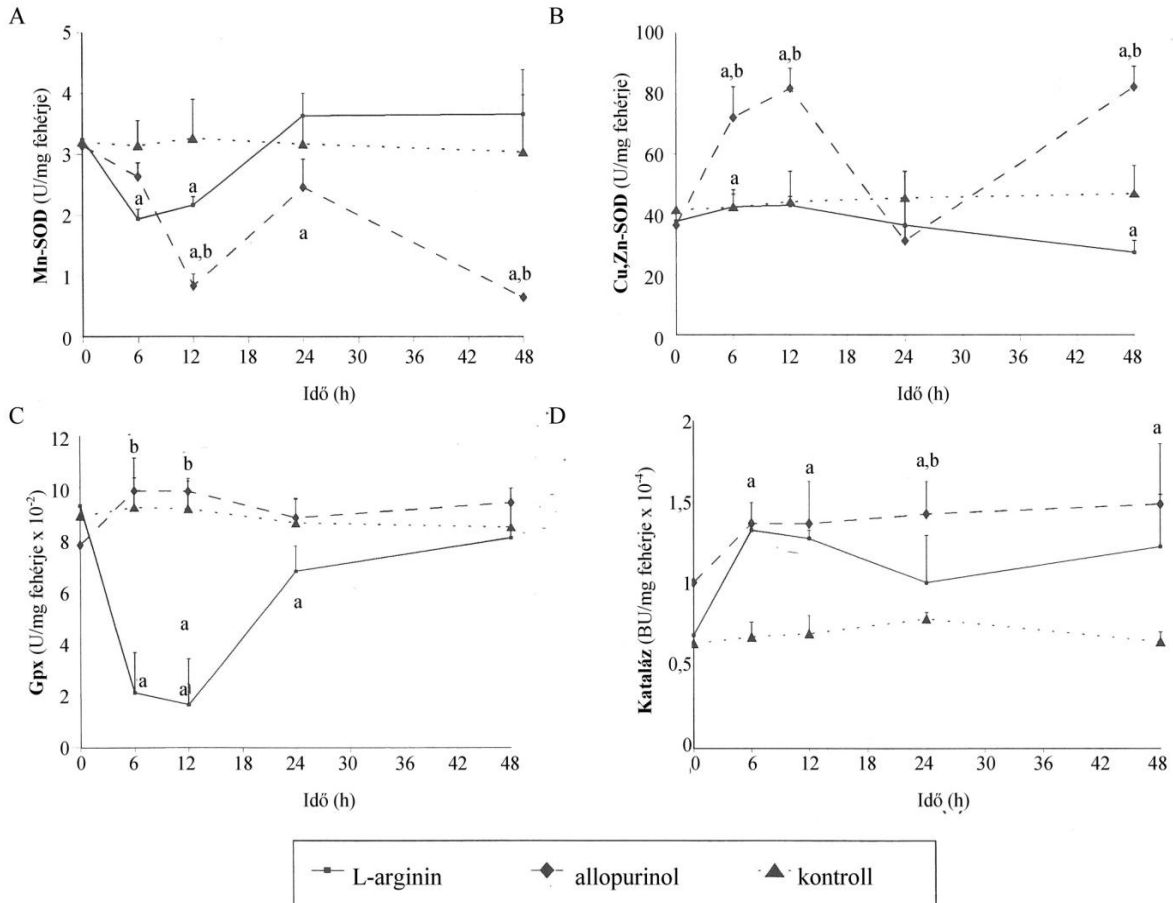 A
Mn-SOD (U/mg fehérje)
5
4
3
2
1
0
a
a
a,b
a
a,b
0 6 12 18 24 30 36 42 48
Idő (h)
B
Cu,Zn-SOD (U/mg fehérje)
100
80
60
40
20
0
a,b
a,b
a,b
a
a
0 6 12 18 24 30 36 42 48
Idő (h)
C
Gpx (U/mg fehérje x 10-2)
12
10
8
6
4
2
0
b
b
a
a
a
a
0 6 12 18 24 30 36 42 48
Idő (h)
D
Kataláz (BU/mg fehérje x 10-4)
2
1,5
1
0,5
0
a
a
a,b
a
0 6 12 18 24 30 36 42 48
Idő (h)
L-arginin allopurinol kontroll